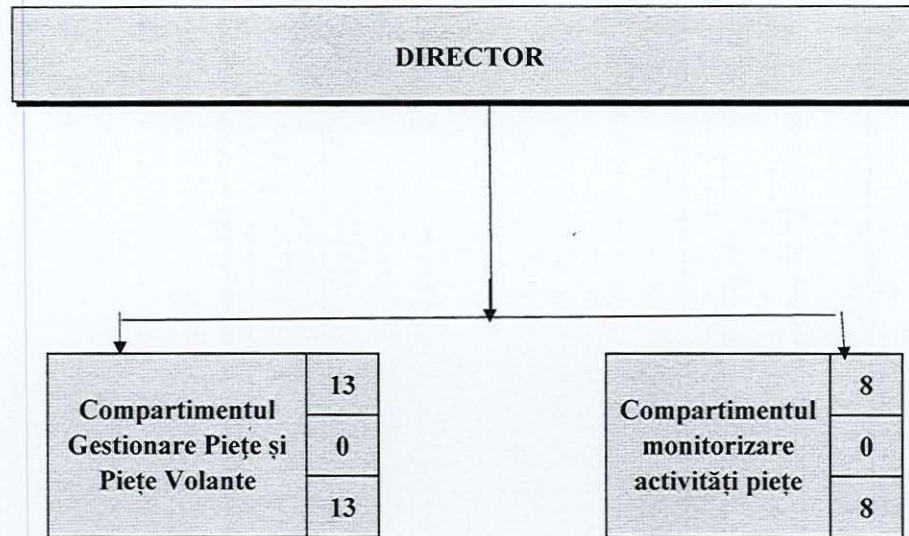 DIRECTOR
Compartimentul
Gestionare Piețe și
Piețe Volante
13
0
13
Compartimentul
monitorizare
activități piețe
8
0
8